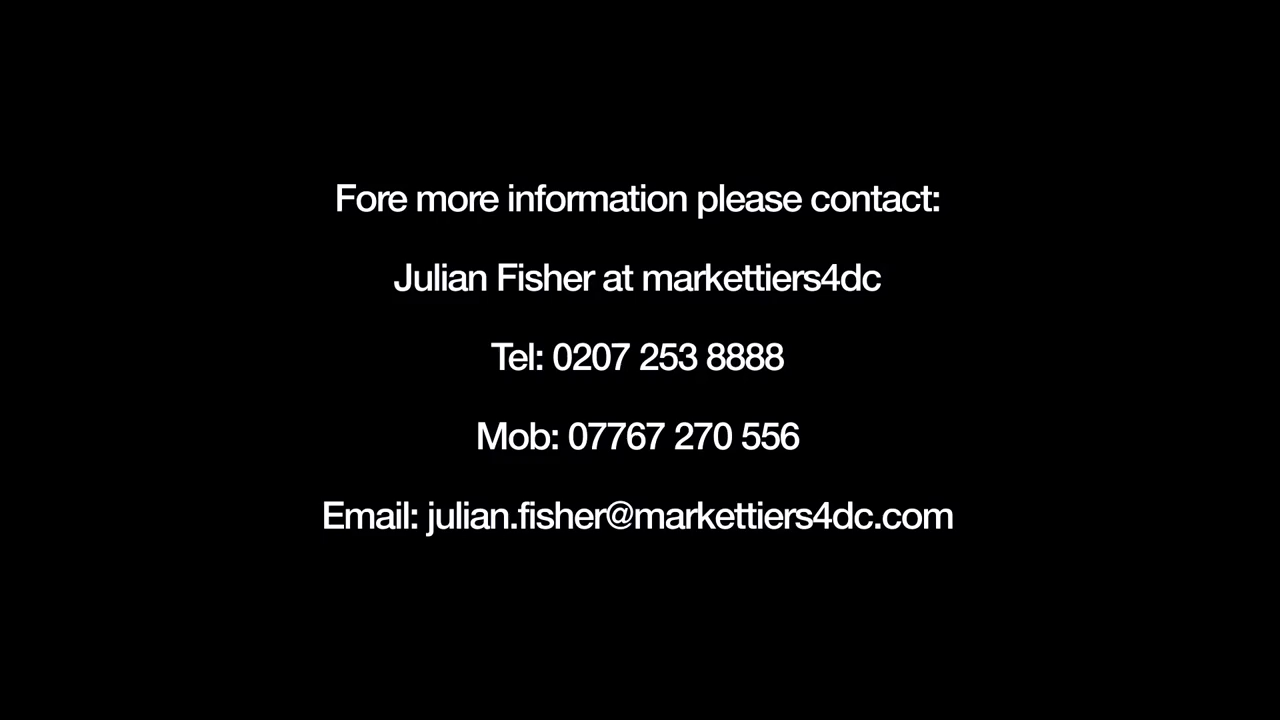 Fore more information please contact:
Julian Fisher at markettiers4dc
Tel: 0207 253 8888
Mob: 07767 270 556
Email: julian.fisher@markettiers4dc.com